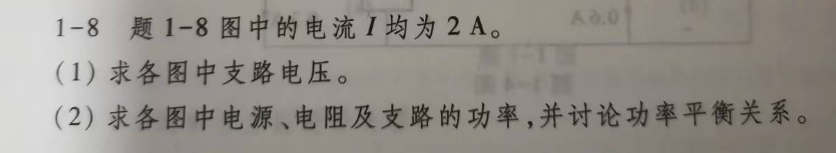 1-8 题 1-8 图中的电流 I 均为 2 A。
(1) 求各图中支路电压。
(2) 求各图中电源、电阻及支路的功率,并讨论功率平衡关系。